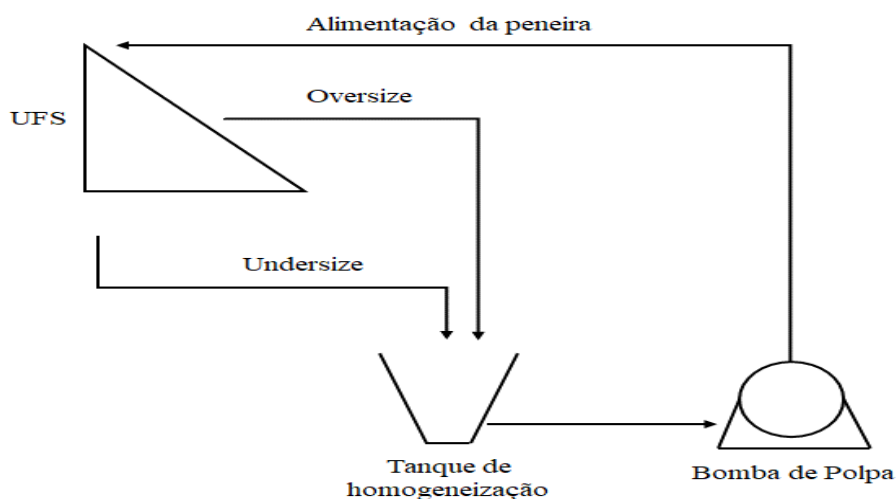 Alimentação da peneira
Oversize
UFS
Undersize
Tanque de
homogeneização
Bomba de Polpa